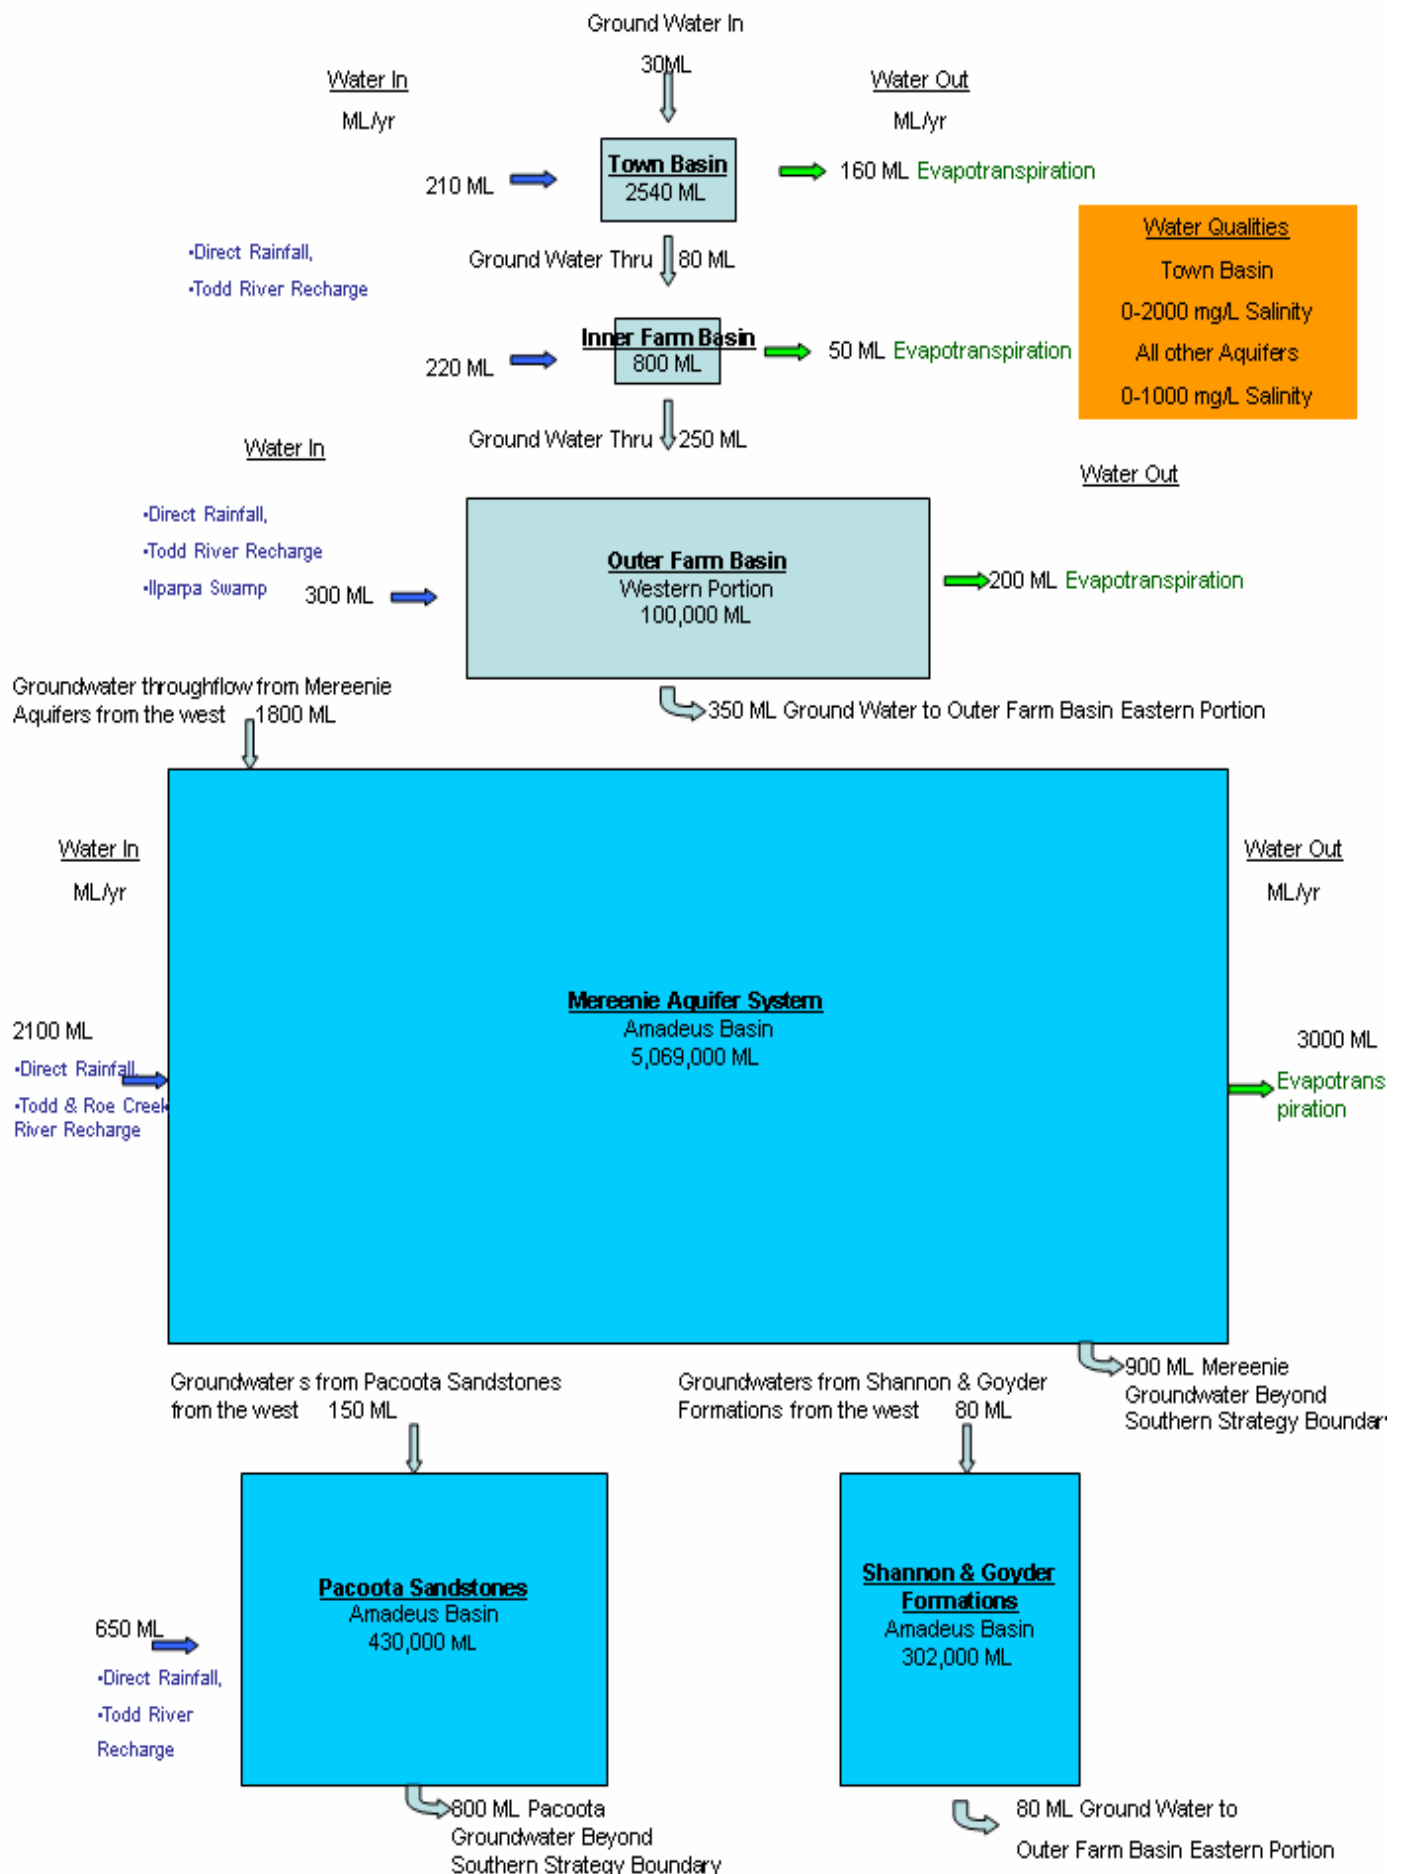 Ground Water In
30ML
Water In
ML/yr
Water Out
ML/yr
Town Basin
2540 ML
210 ML
160 ML Evapotranspiration
•Direct Rainfall,
•Todd River Recharge
Ground Water Thru 80 ML
Water Qualities
Town Basin
0-2000 mg/L Salinity
All other Aquifers
0-1000 mg/L Salinity
Inner Farm Basin
800 ML
220 ML
50 ML Evapotranspiration
Ground Water Thru 250 ML
Water In
Water Out
•Direct Rainfall,
•Todd River Recharge
•Ilparpa Swamp
300 ML
Outer Farm Basin
Western Portion
100,000 ML
200 ML Evapotranspiration
Groundwater throughflow from Mereenie
Aquifers from the west 1800 ML
350 ML Ground Water to Outer Farm Basin Eastern Portion
Water In
ML/yr
Water Out
ML/yr
Mereenie Aquifer System
Amadeus Basin
5,069,000 ML
2100 ML
•Direct Rainfall,
•Todd & Roe Creek
River Recharge
3000 ML
Evapotrans
piration
900 ML Mereenie
Groundwater Beyond
Southern Strategy Boundar
Groundwater s from Pacoota Sandstones
from the west 150 ML
Groundwaters from Shannon & Goyder
Formations from the west 80 ML
Pacoota Sandstones
Amadeus Basin
430,000 ML
650 ML
•Direct Rainfall,
•Todd River
Recharge
Shannon & Goyder
Formations
Amadeus Basin
302,000 ML
800 ML Pacoota
Groundwater Beyond
Southern Strategy Boundary
80 ML Ground Water to
Outer Farm Basin Eastern Portion